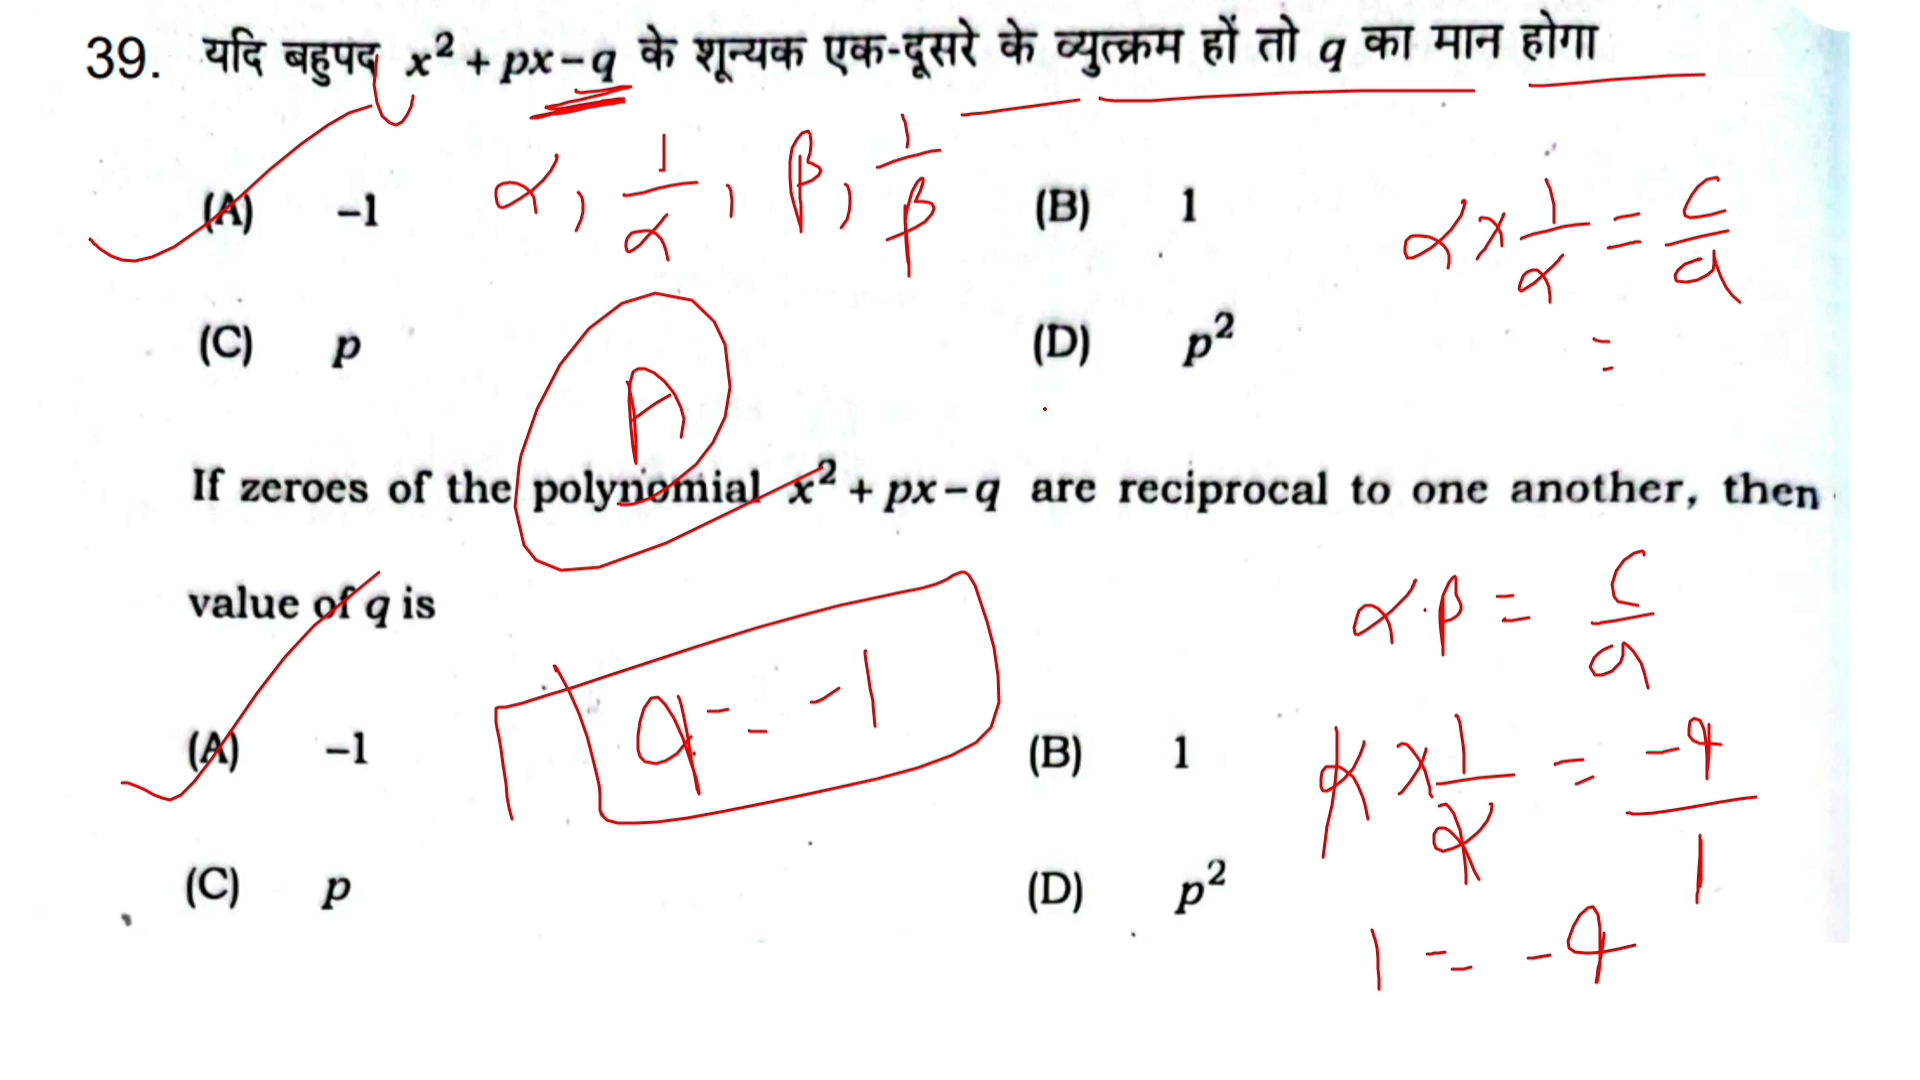 39. यदि बहुपद x² + px – q के शून्यक एक-दूसरे के व्युत्क्रम हों तो q का मान होगा
(A) –1 α, 1/α, β, 1/β (B) 1 α × 1/α = c/a
(C) p (D) p² =
A
If zeroes of the polynomial x² + px – q are reciprocal to one another, then
value of q is
α·β = c/a
(A) –1 q = -1 (B) 1 α × 1/α = -q/1
(C) p (D) p²
1 = -q